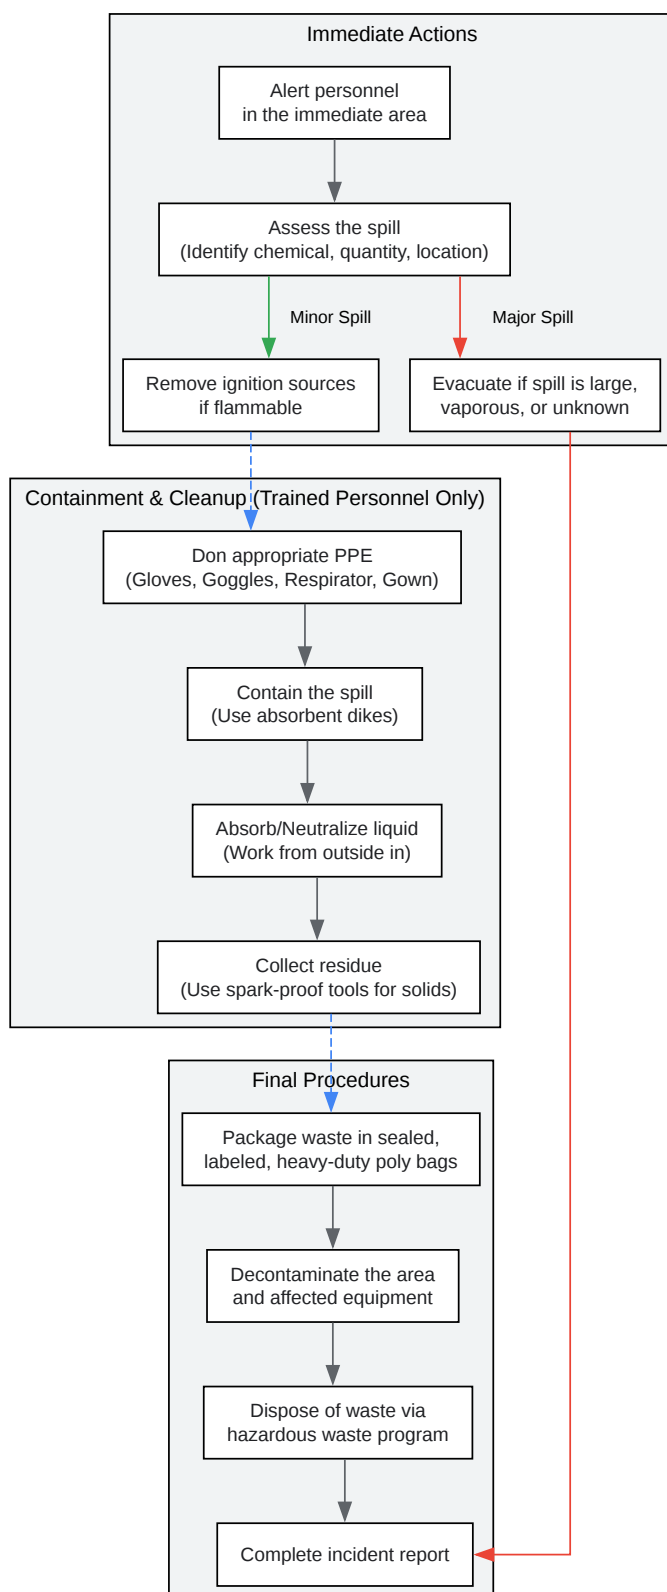 Immediate Actions
Alert personnel
in the immediate area
Assess the spill
(Identify chemical, quantity, location)
Minor Spill
Major Spill
Remove ignition sources
if flammable
Evacuate if spill is large,
vaporous, or unknown
Containment & Cleanup (Trained Personnel Only)
Don appropriate PPE
(Gloves, Goggles, Respirator, Gown)
Contain the spill
(Use absorbent dikes)
Absorb/Neutralize liquid
(Work from outside in)
Collect residue
(Use spark-proof tools for solids)
Final Procedures
Package waste in sealed,
labeled, heavy-duty poly bags
Decontaminate the area
and affected equipment
Dispose of waste via
hazardous waste program
Complete incident report